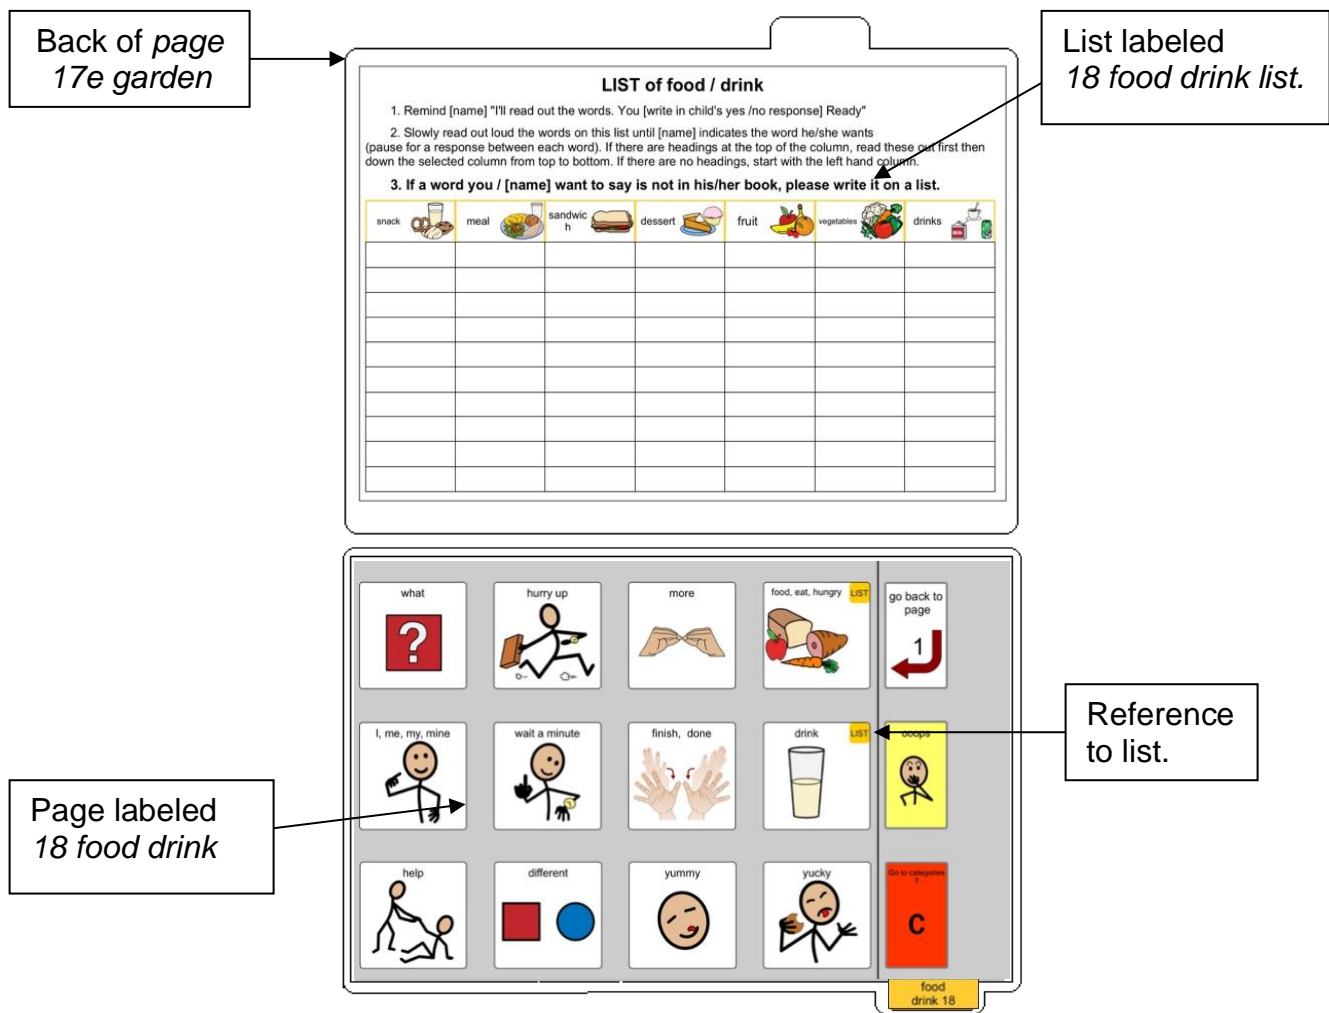 Back of page
17e garden
List labeled
18 food drink list.
LIST of food / drink
1. Remind [name] "I'll read out the words. You [write in child's yes /no response] Ready"
2. Slowly read out loud the words on this list until [name] indicates the word he/she wants
(pause for a response between each word). If there are headings at the top of the column, read these out first then
down the selected column from top to bottom. If there are no headings, start with the left hand column.
3. If a word you / [name] want to say is not in his/her book, please write it on a list.
snack
meal
sandwic
h
dessert
fruit
vegetables
drinks
what
hurry up
more
food, eat, hungry
LIST
go back to
page
1
I, me, my, mine
wait a minute
finish, done
drink
LIST
ooops
Reference
to list.
Page labeled
18 food drink
help
different
yummy
yucky
Go to categories
7
C
food
drink 18